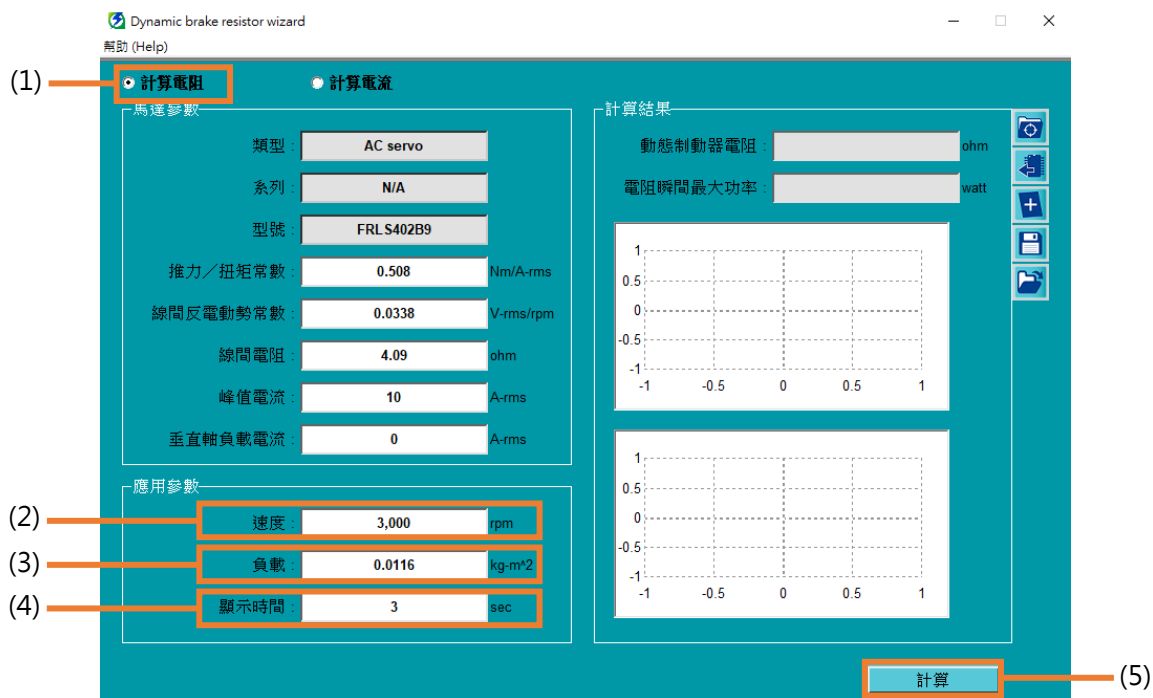 Dynamic brake resistor wizard
幫助 (Help)
(1)
計算電阻
計算電流
馬達參數
類型 : AC servo
系列 : N/A
型號 : FRLS402B9
推力／扭矩常數 : 0.508 Nm/A-rms
線間反電動勢常數 : 0.0338 V-rms/rpm
線間電阻 : 4.09 ohm
峰值電流 : 10 A-rms
垂直軸負載電流 : 0 A-rms
應用參數
(2) 速度 : 3,000 rpm
(3) 負載 : 0.0116 kg-m^2
(4) 顯示時間 : 3 sec
計算結果
動態制動器電阻 : ohm
電阻瞬間最大功率 : watt
1
0.5
0
-0.5
-1
-1 -0.5 0 0.5 1
1
0.5
0
-0.5
-1
-1 -0.5 0 0.5 1
計算 (5)